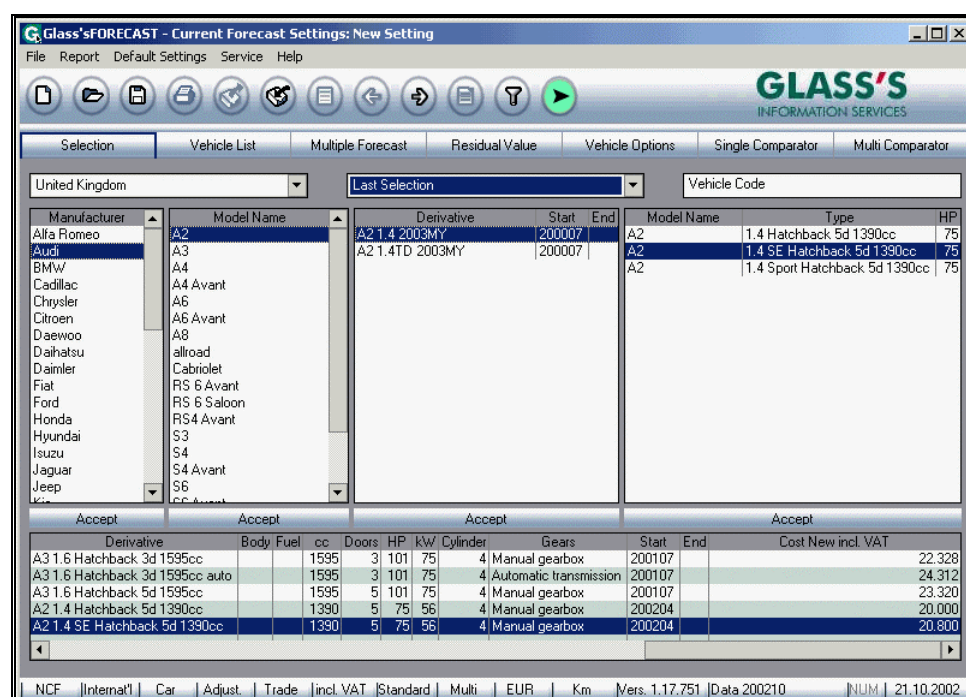 Glass'sFORECAST - Current Forecast Settings: New Setting
File Report Default Settings Service Help
GLASS'S
INFORMATION SERVICES
Selection Vehicle List Multiple Forecast Residual Value Vehicle Options Single Comparator Multi Comparator
United Kingdom Last Selection Vehicle Code
Manufacturer Model Name Derivative Start End Model Name Type HP
Alfa Romeo A2 A2 1.4 2003MY 200007 A2 1.4 Hatchback 5d 1390cc 75
Audi A3 A2 1.4TD 2003MY 200007 A2 1.4 SE Hatchback 5d 1390cc 75
BMW A4 A2 1.4 Sport Hatchback 5d 1390cc 75
Cadillac A4 Avant
Chrysler A6
Citroen A6 Avant
Daewoo A8
Daihatsu allroad
Daimler Cabriolet
Fiat RS 6 Avant
Ford RS 6 Saloon
Honda RS4 Avant
Hyundai S3
Isuzu S4
Jaguar S4 Avant
Jeep S6
Accept Accept Accept Accept
Derivative Body Fuel cc Doors HP kW Cylinder Gears Start End Cost New incl. VAT
A3 1.6 Hatchback 3d 1595cc 1595 3 101 75 4 Manual gearbox 200107 22.328
A3 1.6 Hatchback 3d 1595cc auto 1595 3 101 75 4 Automatic transmission 200107 24.312
A3 1.6 Hatchback 5d 1595cc 1595 5 101 75 4 Manual gearbox 200107 23.320
A2 1.4 Hatchback 5d 1390cc 1390 5 75 56 4 Manual gearbox 200204 20.000
A2 1.4 SE Hatchback 5d 1390cc 1390 5 75 56 4 Manual gearbox 200204 20.800
NCF Internat'l Car Adjust. Trade incl. VAT Standard Multi EUR Km Vers. 1.17.751 Data 200210 NUM 21.10.2002